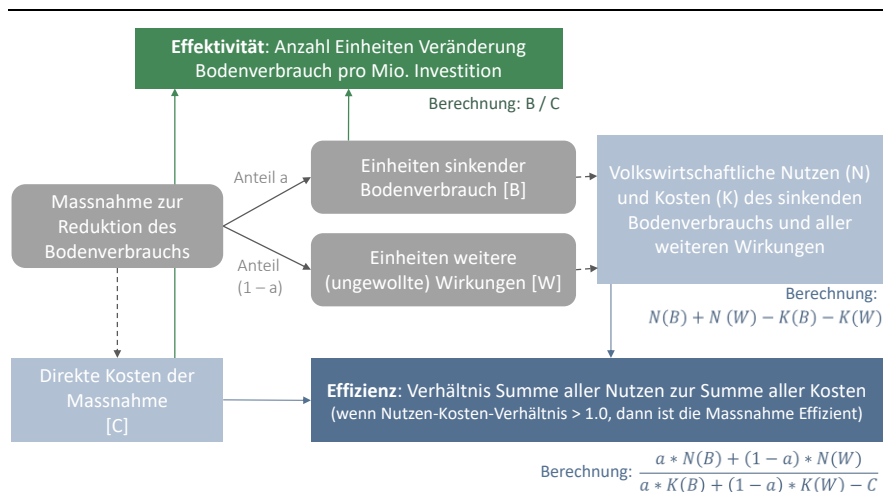 Effektivität: Anzahl Einheiten Veränderung
Bodenverbrauch pro Mio. Investition
Berechnung: B / C
Anteil a
Einheiten sinkender
Bodenverbrauch [B]
Volkswirtschaftliche Nutzen (N)
und Kosten (K) des sinkenden
Bodenverbrauchs und aller
weiteren Wirkungen
Massnahme zur
Reduktion des
Bodenverbrauchs
Anteil
(1 – a)
Einheiten weitere
(ungewollte) Wirkungen [W]
Berechnung:
N(B) + N (W) − K(B) − K(W)
Direkte Kosten der
Massnahme
[C]
Effizienz: Verhältnis Summe aller Nutzen zur Summe aller Kosten
(wenn Nutzen-Kosten-Verhältnis > 1.0, dann ist die Massnahme Effizient)
Berechnung:
a * N(B) + (1 − a) * N(W)
a * K(B) + (1 − a) * K(W) − C